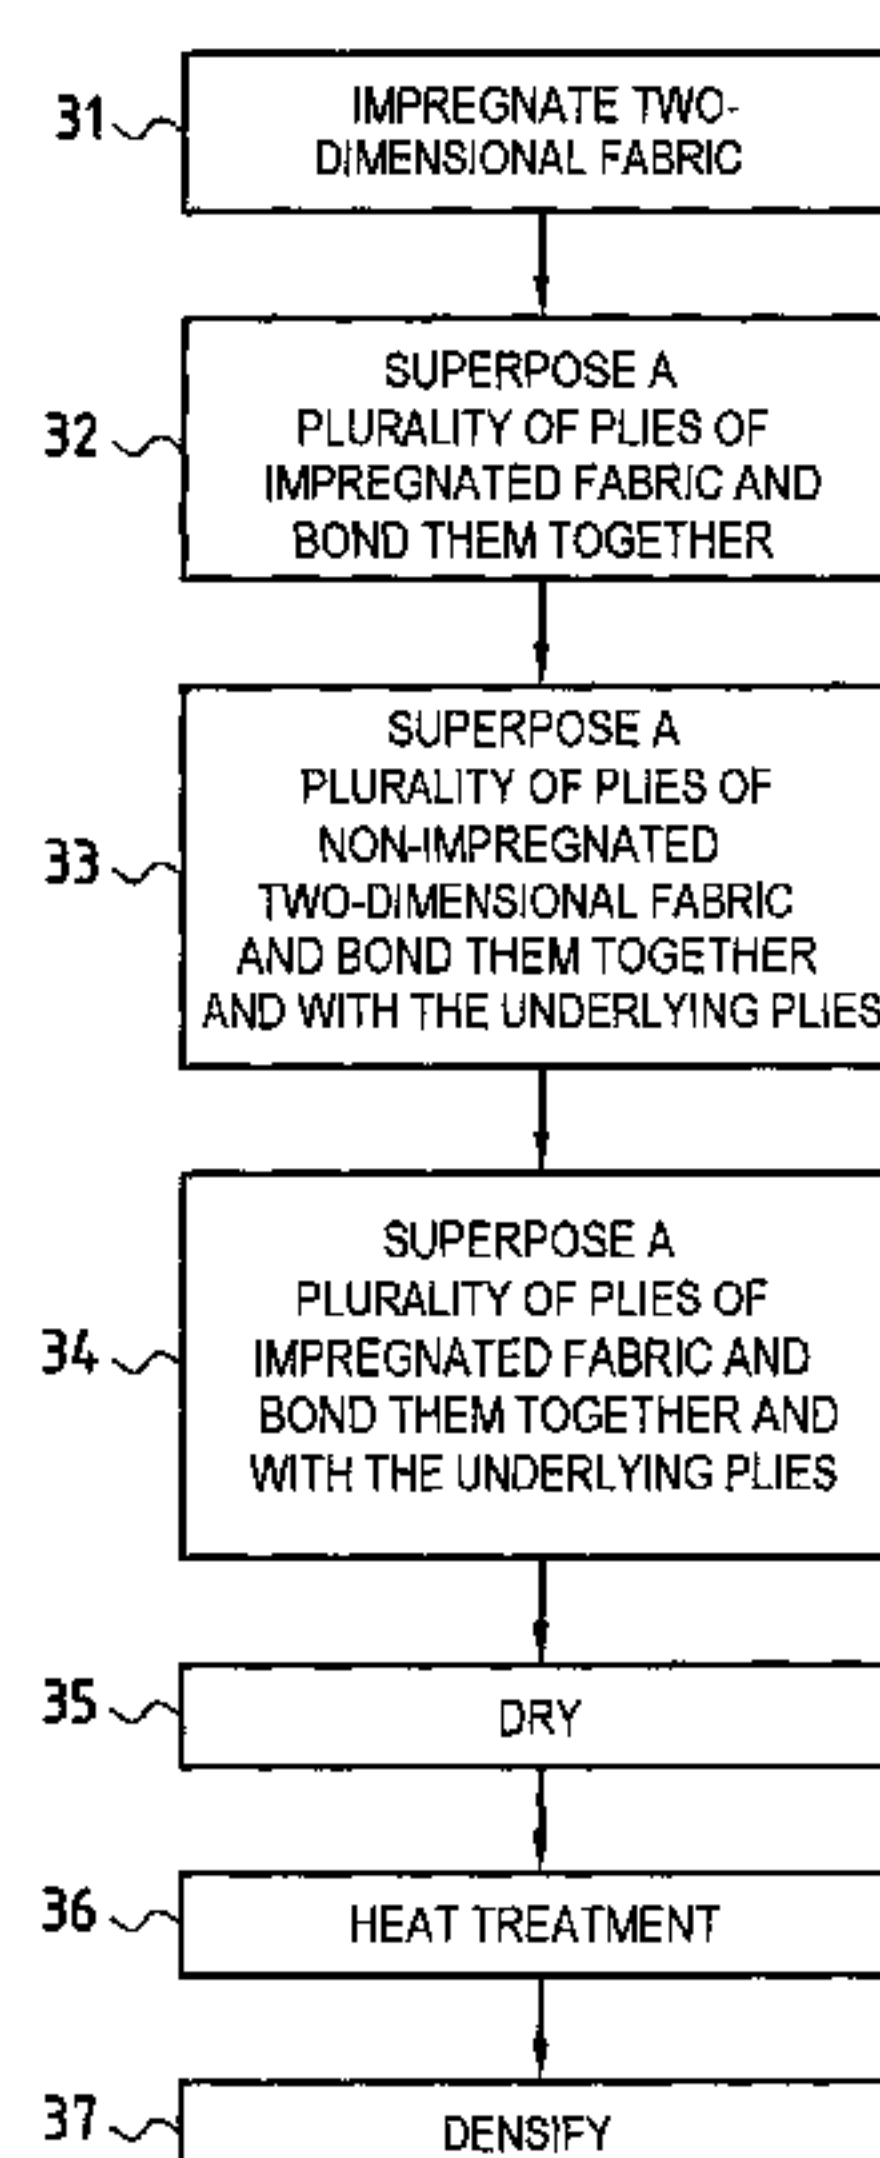 31
IMPREGNATE TWO-
DIMENSIONAL FABRIC
32
SUPERPOSE A
PLURALITY OF PLIES OF
IMPREGNATED FABRIC AND
BOND THEM TOGETHER
33
SUPERPOSE A
PLURALITY OF PLIES OF
NON-IMPREGNATED
TWO-DIMENSIONAL FABRIC
AND BOND THEM TOGETHER
AND WITH THE UNDERLYING PLIES
34
SUPERPOSE A
PLURALITY OF PLIES OF
IMPREGNATED FABRIC AND
BOND THEM TOGETHER AND
WITH THE UNDERLYING PLIES
35
DRY
36
HEAT TREATMENT
37
DENSIFY